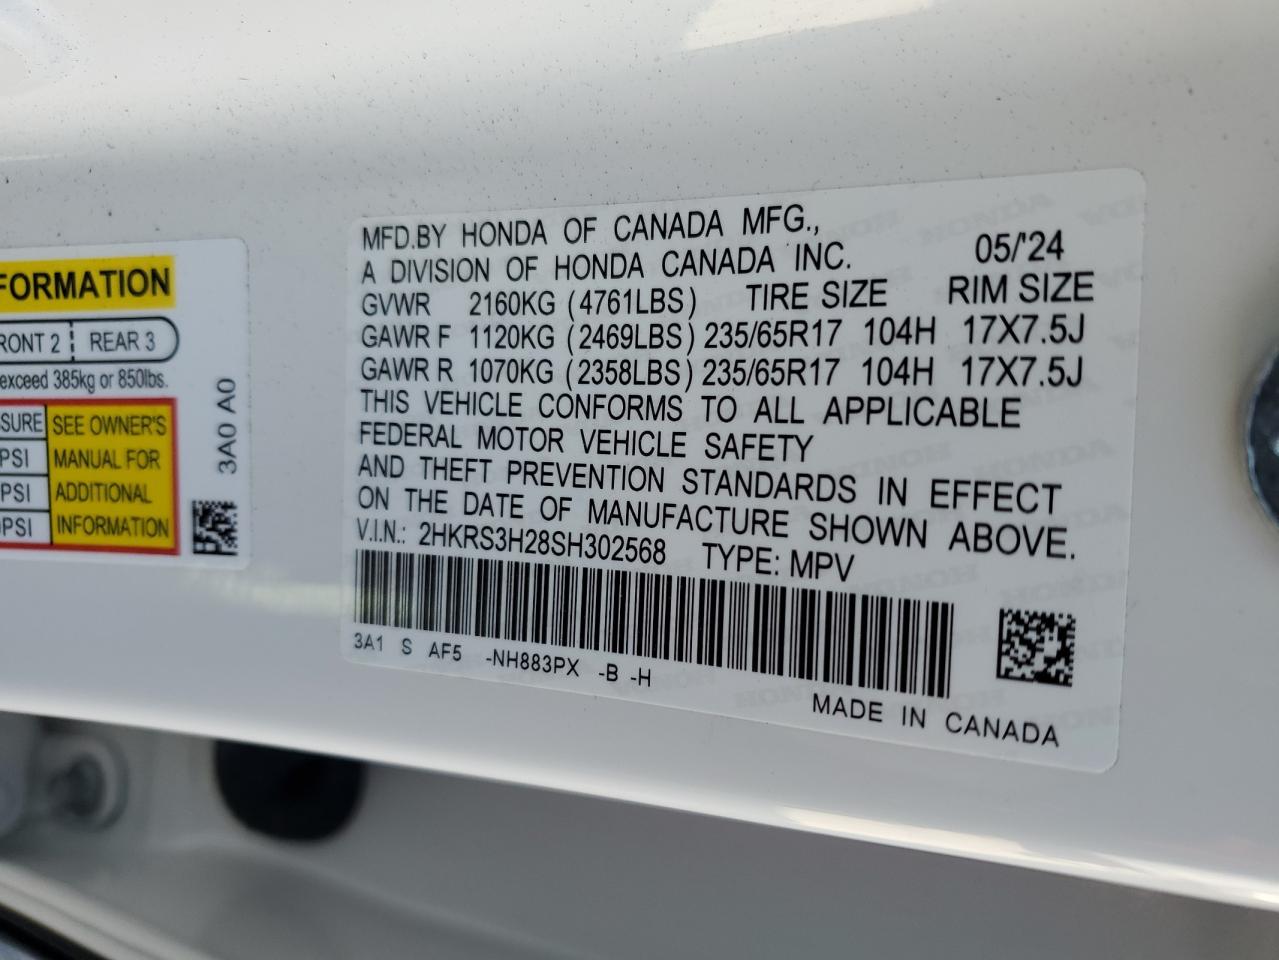 FORMATION
RONT 2 REAR 3
exceed 385kg or 850lbs.
SSURE SEE OWNER'S
PSI MANUAL FOR
PSI ADDITIONAL
PSI INFORMATION
3A0 A0
MFD.BY HONDA OF CANADA MFG.,
A DIVISION OF HONDA CANADA INC. 05/'24
GVWR 2160KG (4761LBS) TIRE SIZE RIM SIZE
GAWR F 1120KG (2469LBS) 235/65R17 104H 17X7.5J
GAWR R 1070KG (2358LBS) 235/65R17 104H 17X7.5J
THIS VEHICLE CONFORMS TO ALL APPLICABLE
FEDERAL MOTOR VEHICLE SAFETY
AND THEFT PREVENTION STANDARDS IN EFFECT
ON THE DATE OF MANUFACTURE SHOWN ABOVE.
V.I.N.: 2HKRS3H28SH302568 TYPE: MPV
3A1 S AF5 -NH883PX -B -H
MADE IN CANADA